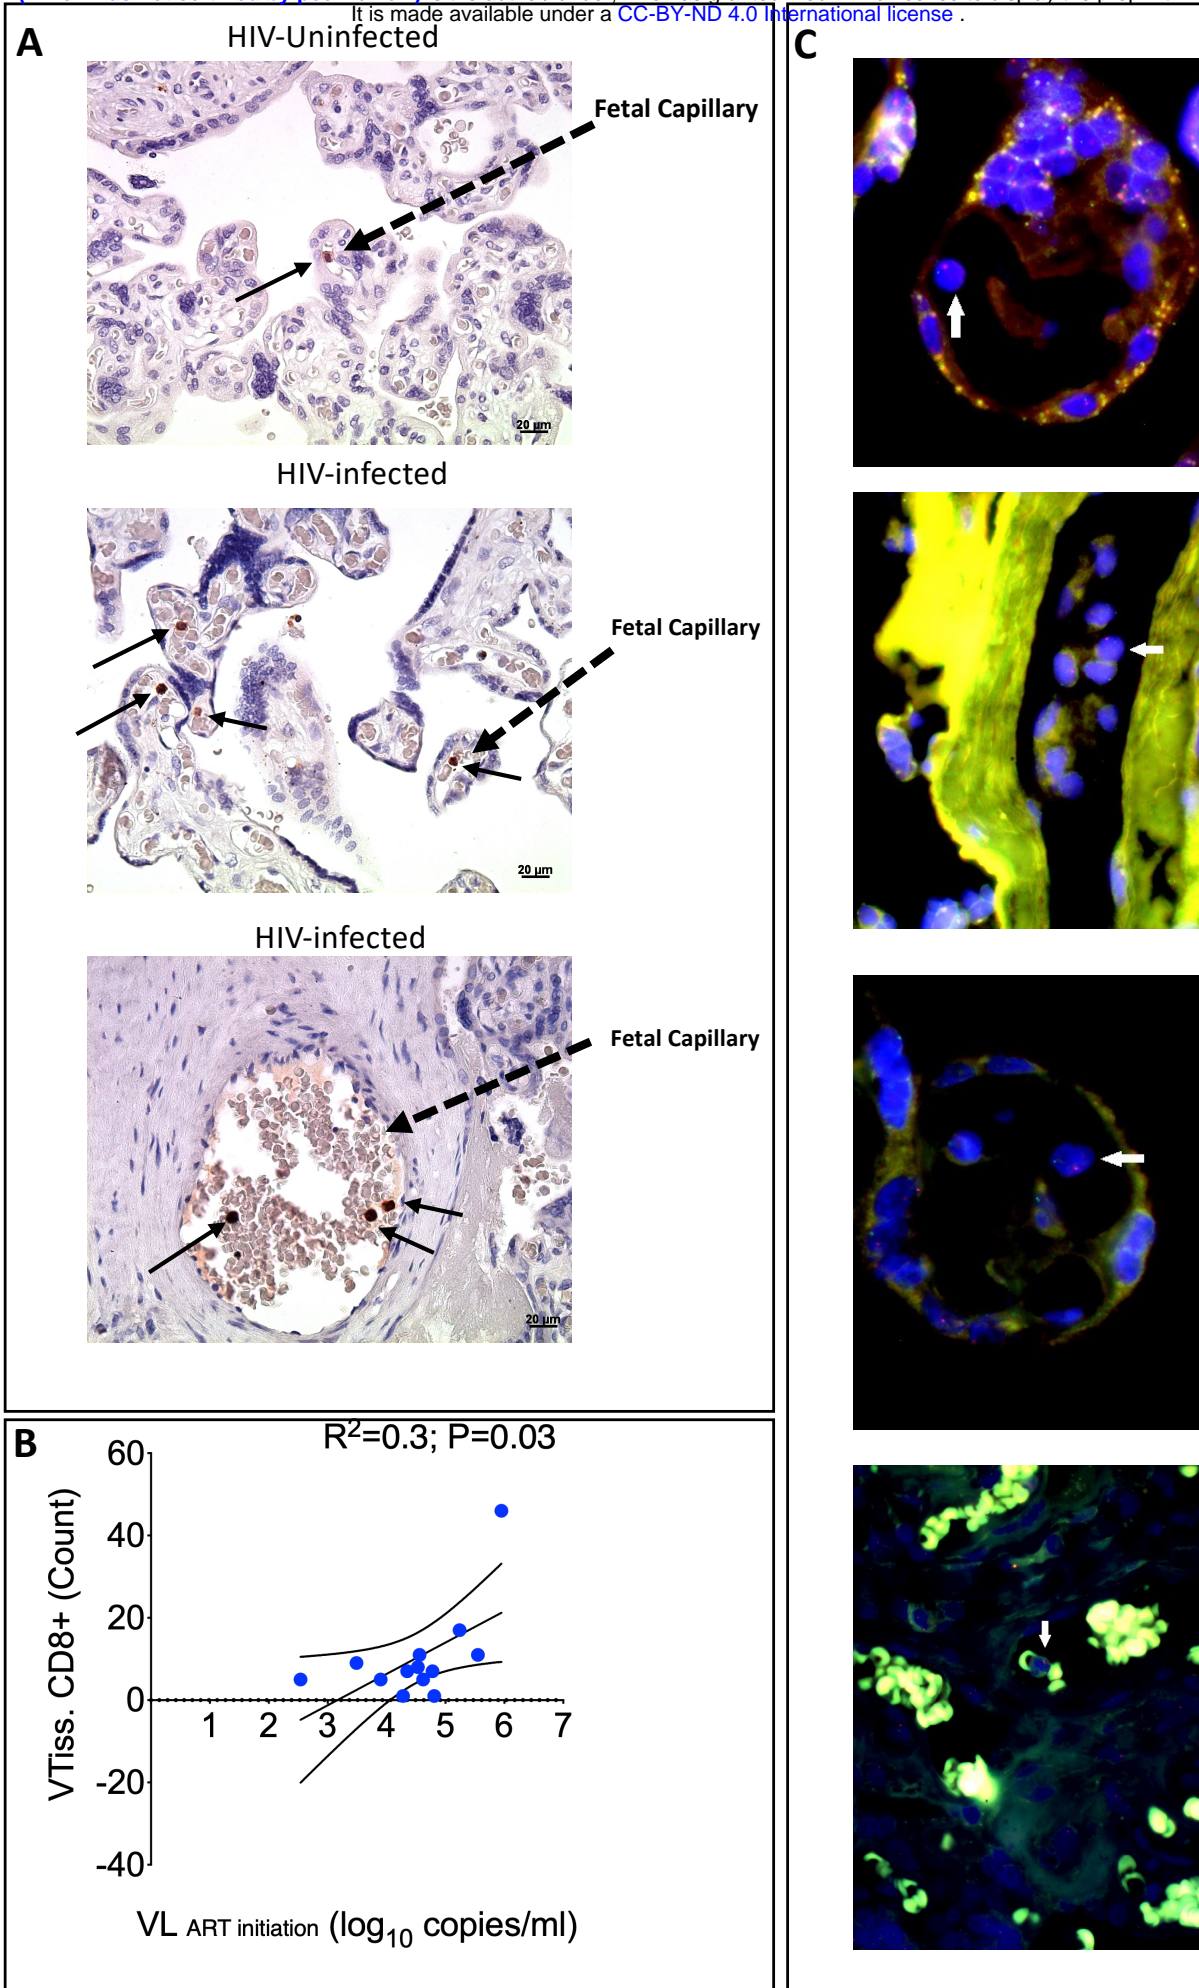 It is made available under a CC-BY-ND 4.0 International license .
A
HIV-Uninfected
Fetal Capillary
20 µm
HIV-infected
Fetal Capillary
20 µm
HIV-infected
Fetal Capillary
20 µm
B
R²=0.3; P=0.03
60
40
20
0
-20
-40
1 2 3 4 5 6 7
VTiss. CD8+ (Count)
VL ART initiation (log₁₀ copies/ml)
C